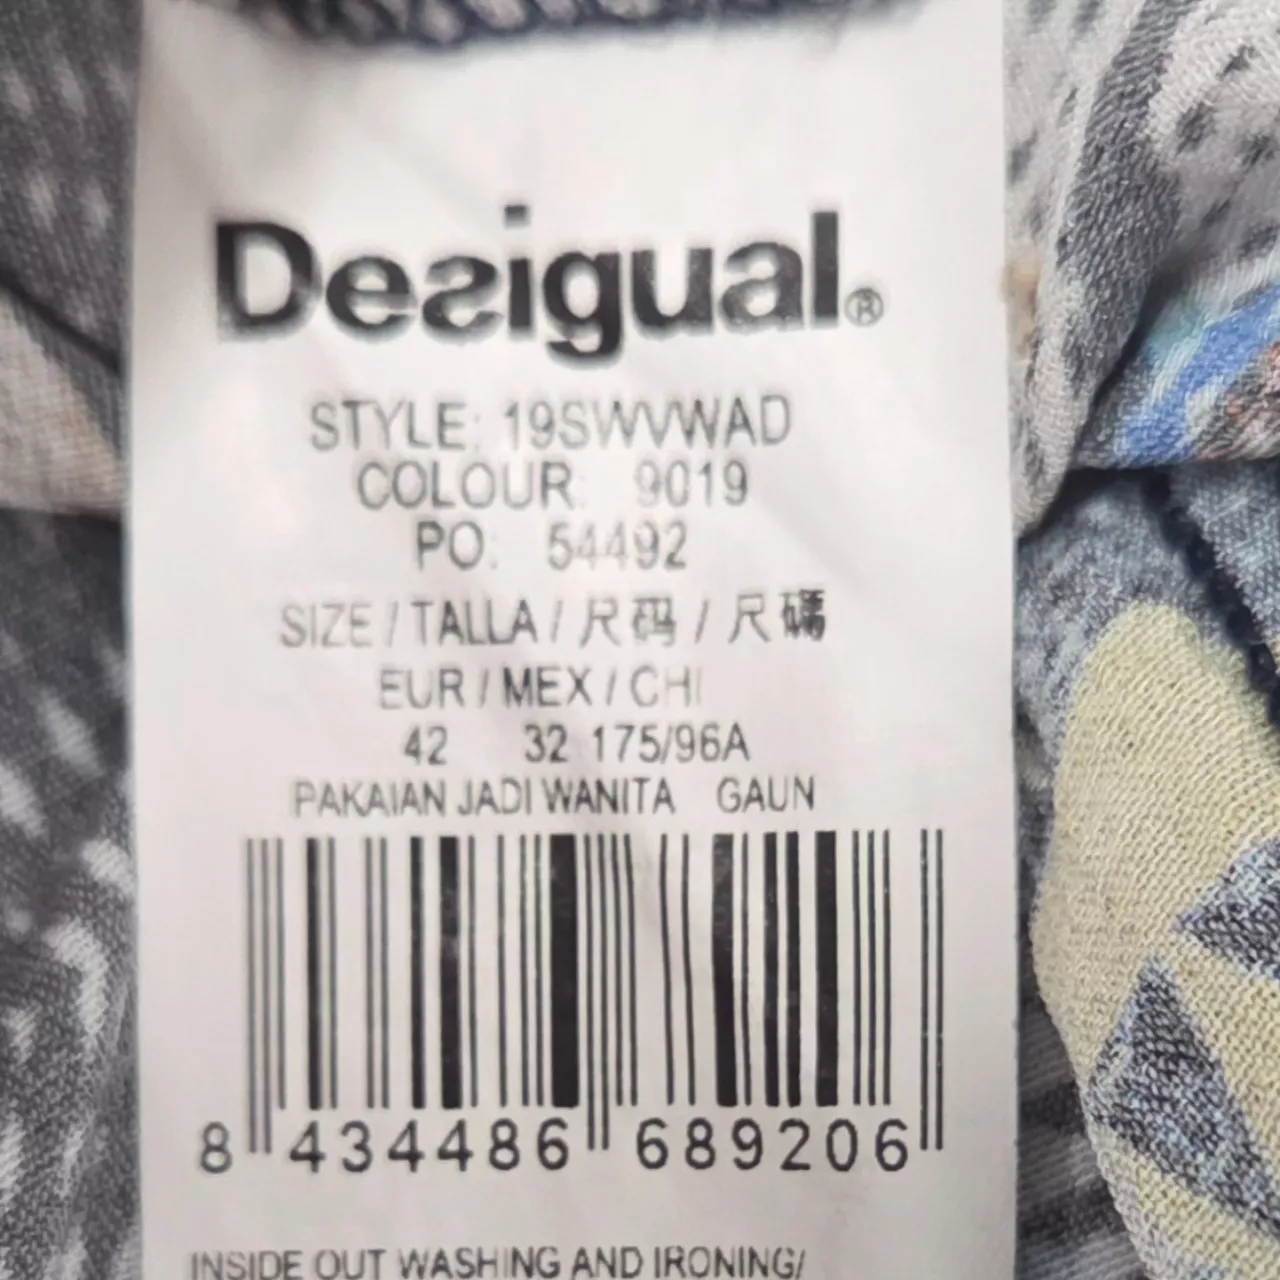 Desigual®
STYLE: 19SWVWAD
COLOUR: 9019
PO: 54492
SIZE / TALLA / 尺码 / 尺碼
EUR / MEX / CHI
42 32 175/96A
PAKAIAN JADI WANITA GAUN
8 434486 689206
INSIDE OUT WASHING AND IRONING/